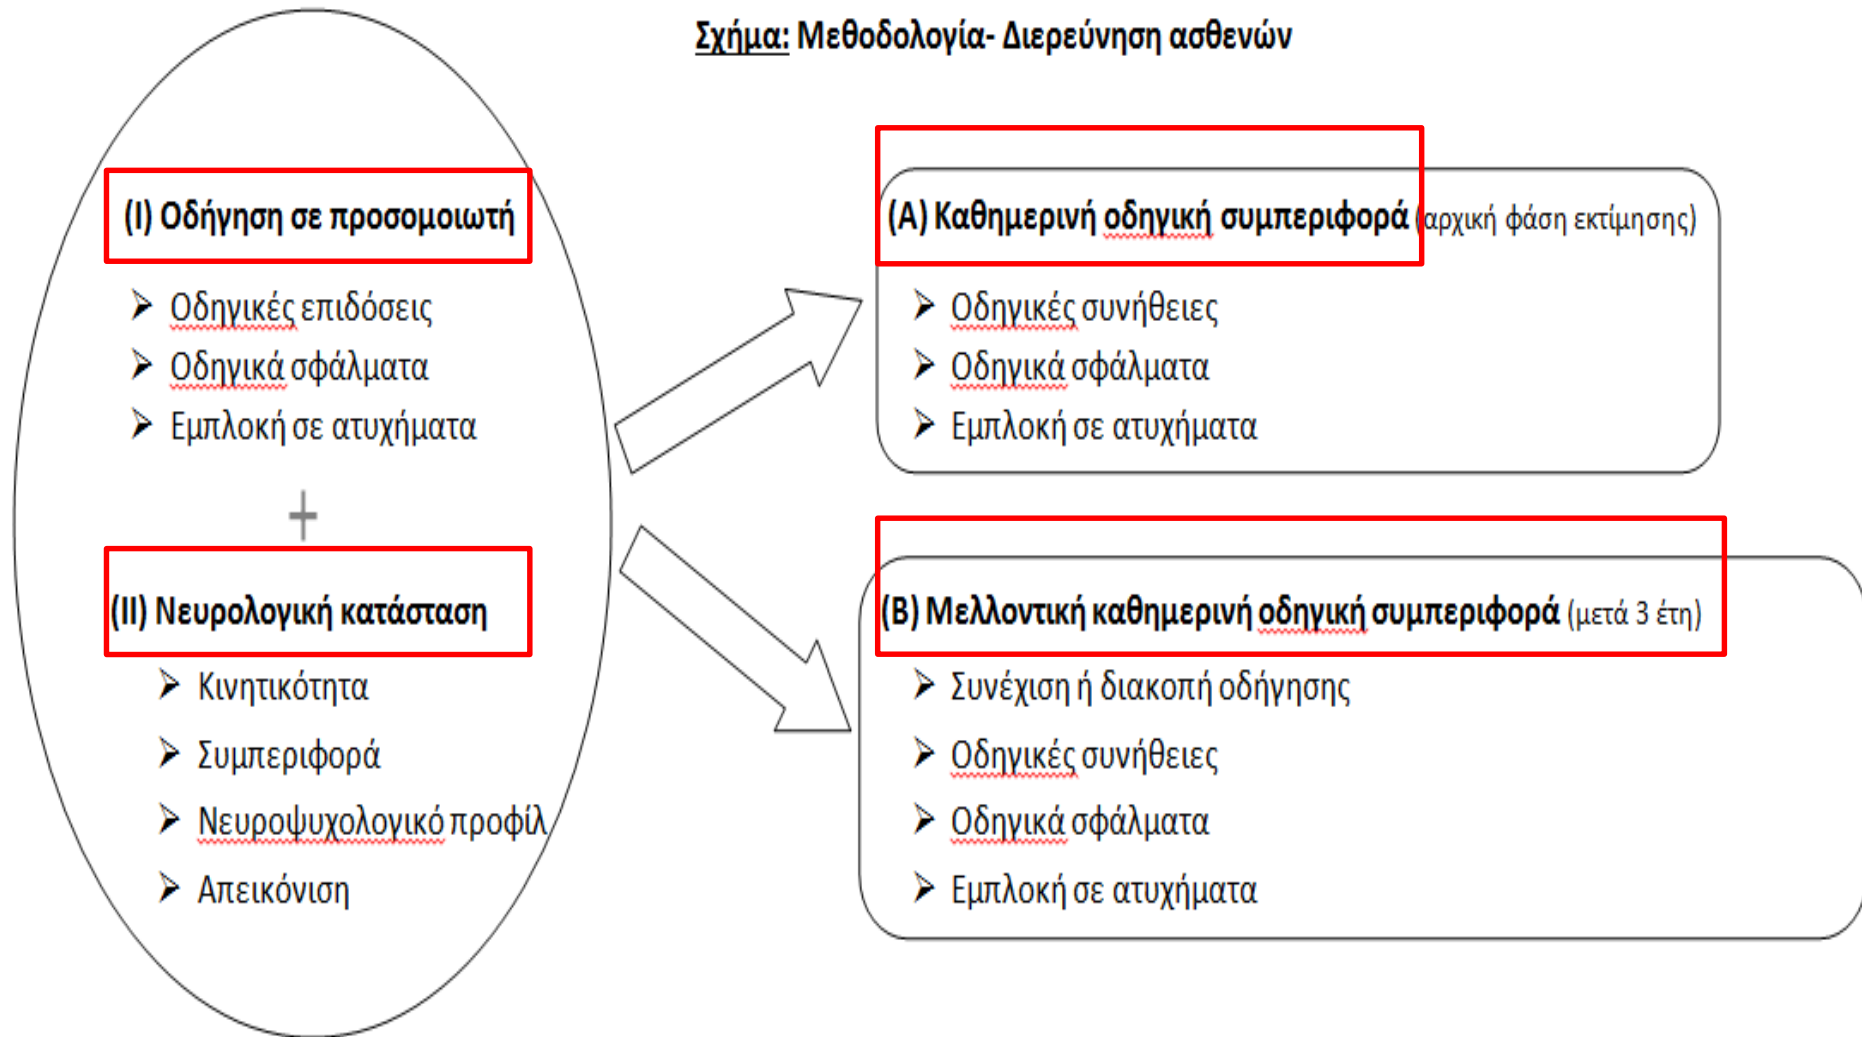 Σχήμα: Μεθοδολογία- Διερεύνηση ασθενών
(I) Οδήγηση σε προσομοιωτή
➢ Οδηγικές επιδόσεις
➢ Οδηγικά σφάλματα
➢ Εμπλοκή σε ατυχήματα
+
(II) Νευρολογική κατάσταση
➢ Κινητικότητα
➢ Συμπεριφορά
➢ Νευροψυχολογικό προφίλ
➢ Απεικόνιση
(A) Καθημερινή οδηγική συμπεριφορά (αρχική φάση εκτίμησης)
➢ Οδηγικές συνήθειες
➢ Οδηγικά σφάλματα
➢ Εμπλοκή σε ατυχήματα
(B) Μελλοντική καθημερινή οδηγική συμπεριφορά (μετά 3 έτη)
➢ Συνέχιση ή διακοπή οδήγησης
➢ Οδηγικές συνήθειες
➢ Οδηγικά σφάλματα
➢ Εμπλοκή σε ατυχήματα